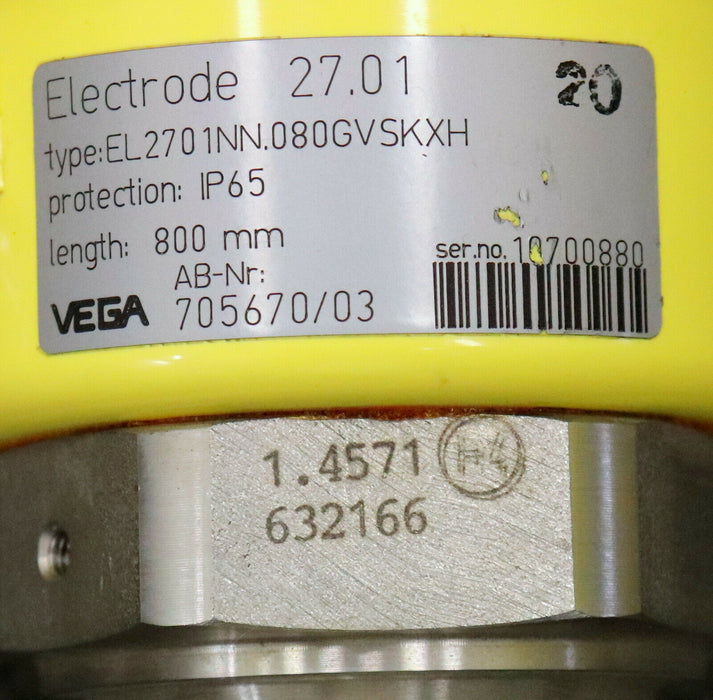 Electrode 27.01
20
type:EL2701NN.080GVSKXH
protection: IP65
length: 800 mm
ser.no. 10700880
AB-Nr:
VEGA 705670/03
1.4571 H4
632166